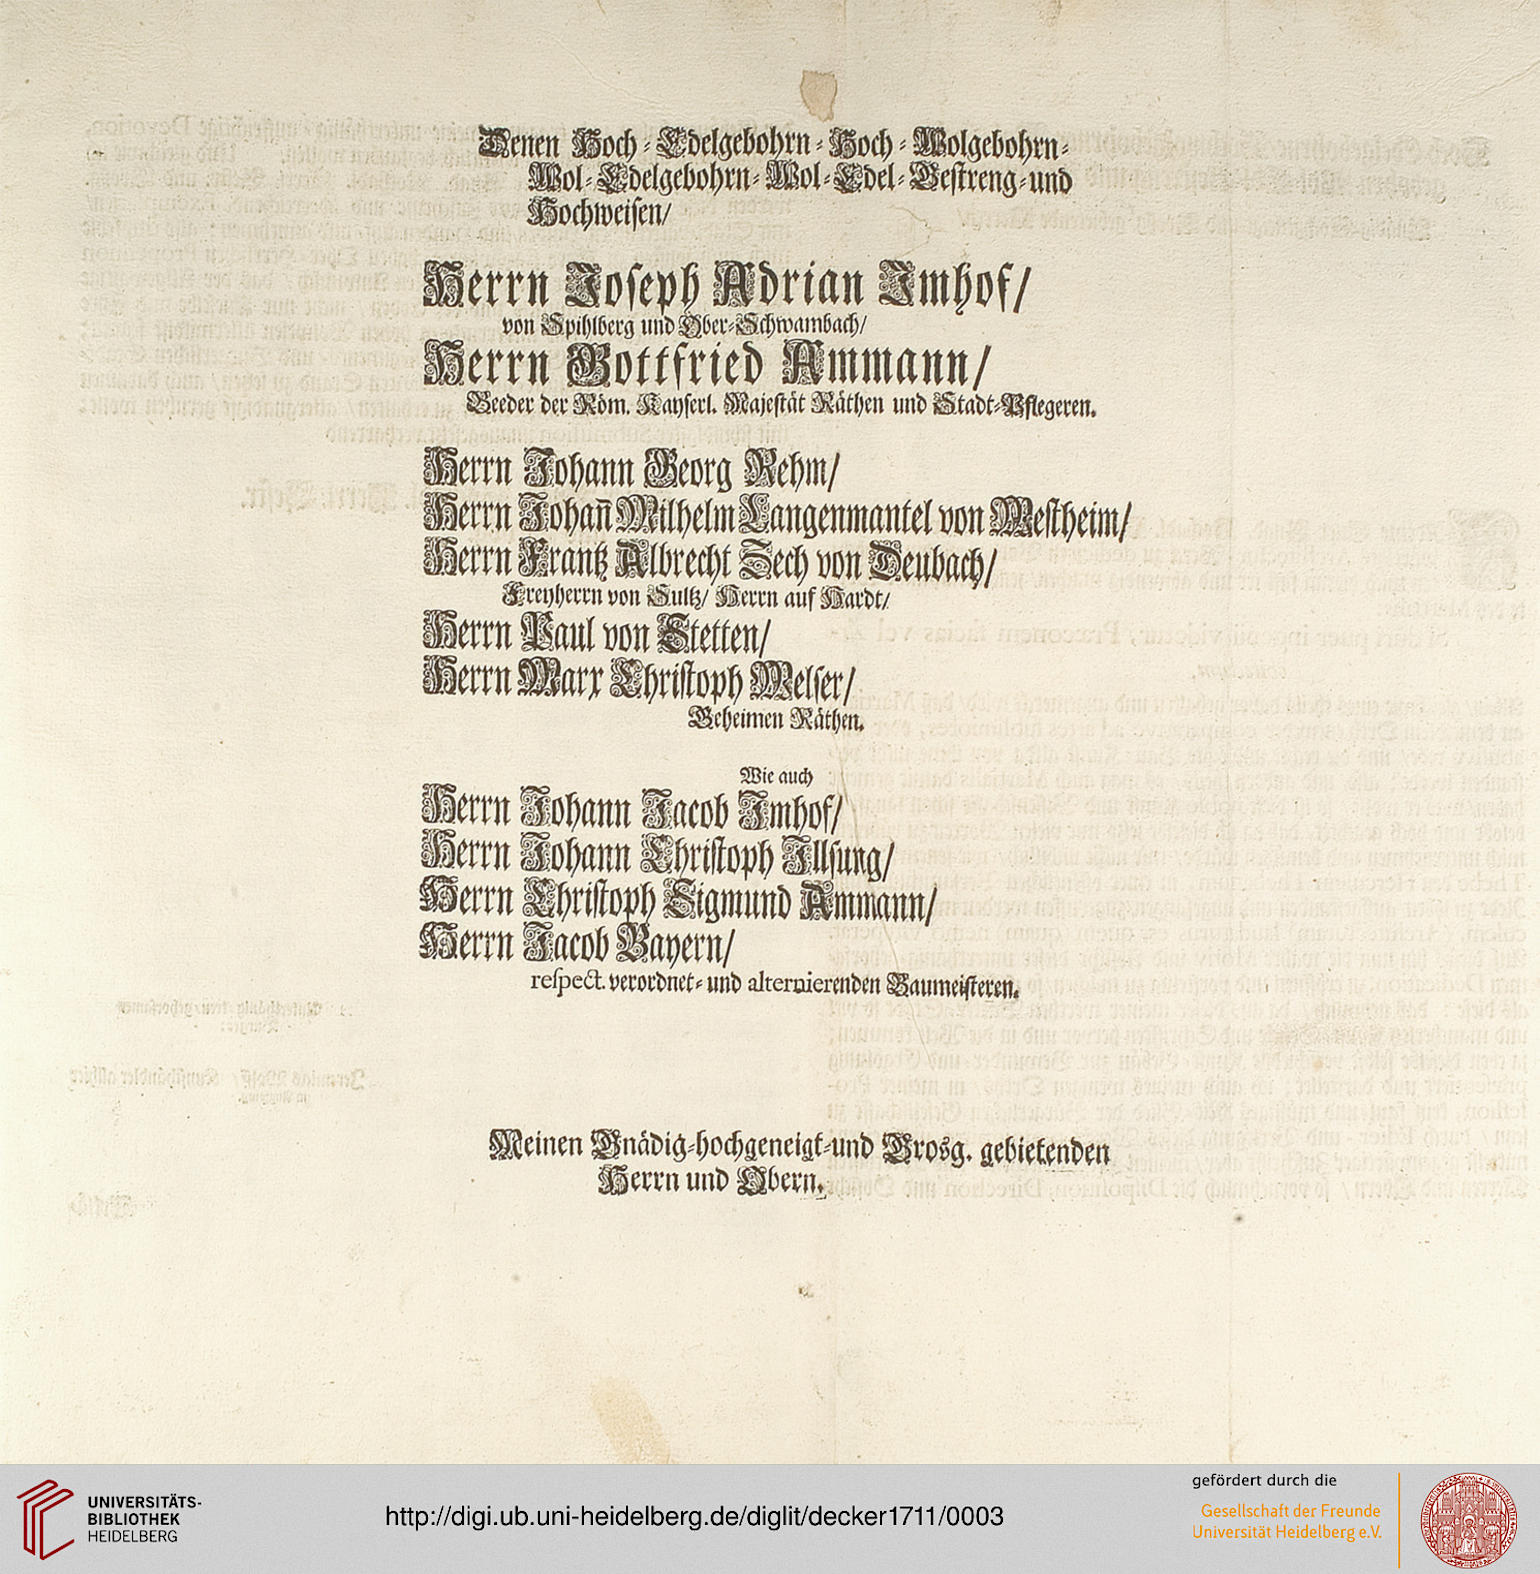 Denen Hoch-Edelgebohrn-Hoch-Wolgebohrn-
Wol-Edelgebohrn-Wol-Edel-Gestreng-und
Hochweisen/
Herrn Joseph Adrian Imhof/
von Spihlberg und Ober-Schwambach/
Herrn Gottfried Ammann/
Beeder der Röm. Kayserl. Majestät Räthen und Stadt-Pflegeren.
Herrn Johann Georg Rehm/
Herrn Johañ Wilhelm Langenmantel von Westheim/
Herrn Frantz Albrecht Zech von Deubach/
Freyherrn von Sultz/ Herrn auf Hardt/
Herrn Paul von Stetten/
Herrn Marx Christoph Welser/
Geheimen Räthen.
Wie auch
Herrn Johann Jacob Imhof/
Herrn Johann Christoph Illsung/
Herrn Christoph Sigmund Ammann/
Herrn Jacob Bayern/
respect. verordnet-und alternierenden Baumeisteren.
Meinen Gnädig-hochgeneigt-und Grosg. gebietenden
Herrn und Obern.
UNIVERSITÄTS-
BIBLIOTHEK
HEIDELBERG
http://digi.ub.uni-heidelberg.de/diglit/decker1711/0003
gefördert durch die
Gesellschaft der Freunde
Universität Heidelberg e.V.